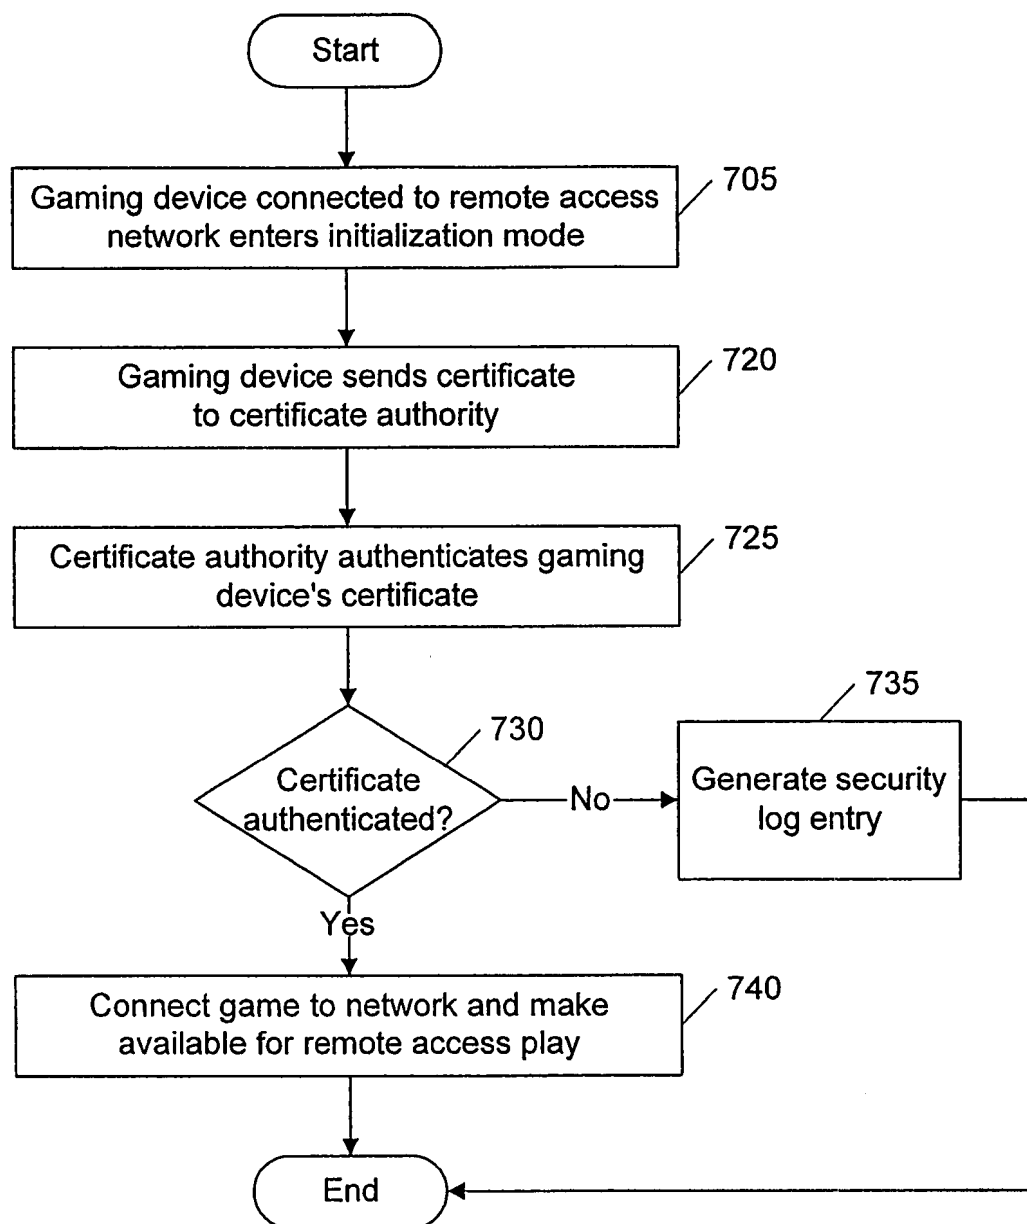 Start
705
Gaming device connected to remote access
network enters initialization mode
720
Gaming device sends certificate
to certificate authority
725
Certificate authority authenticates gaming
device's certificate
730
Certificate
authenticated?
No
735
Generate security
log entry
Yes
740
Connect game to network and make
available for remote access play
End